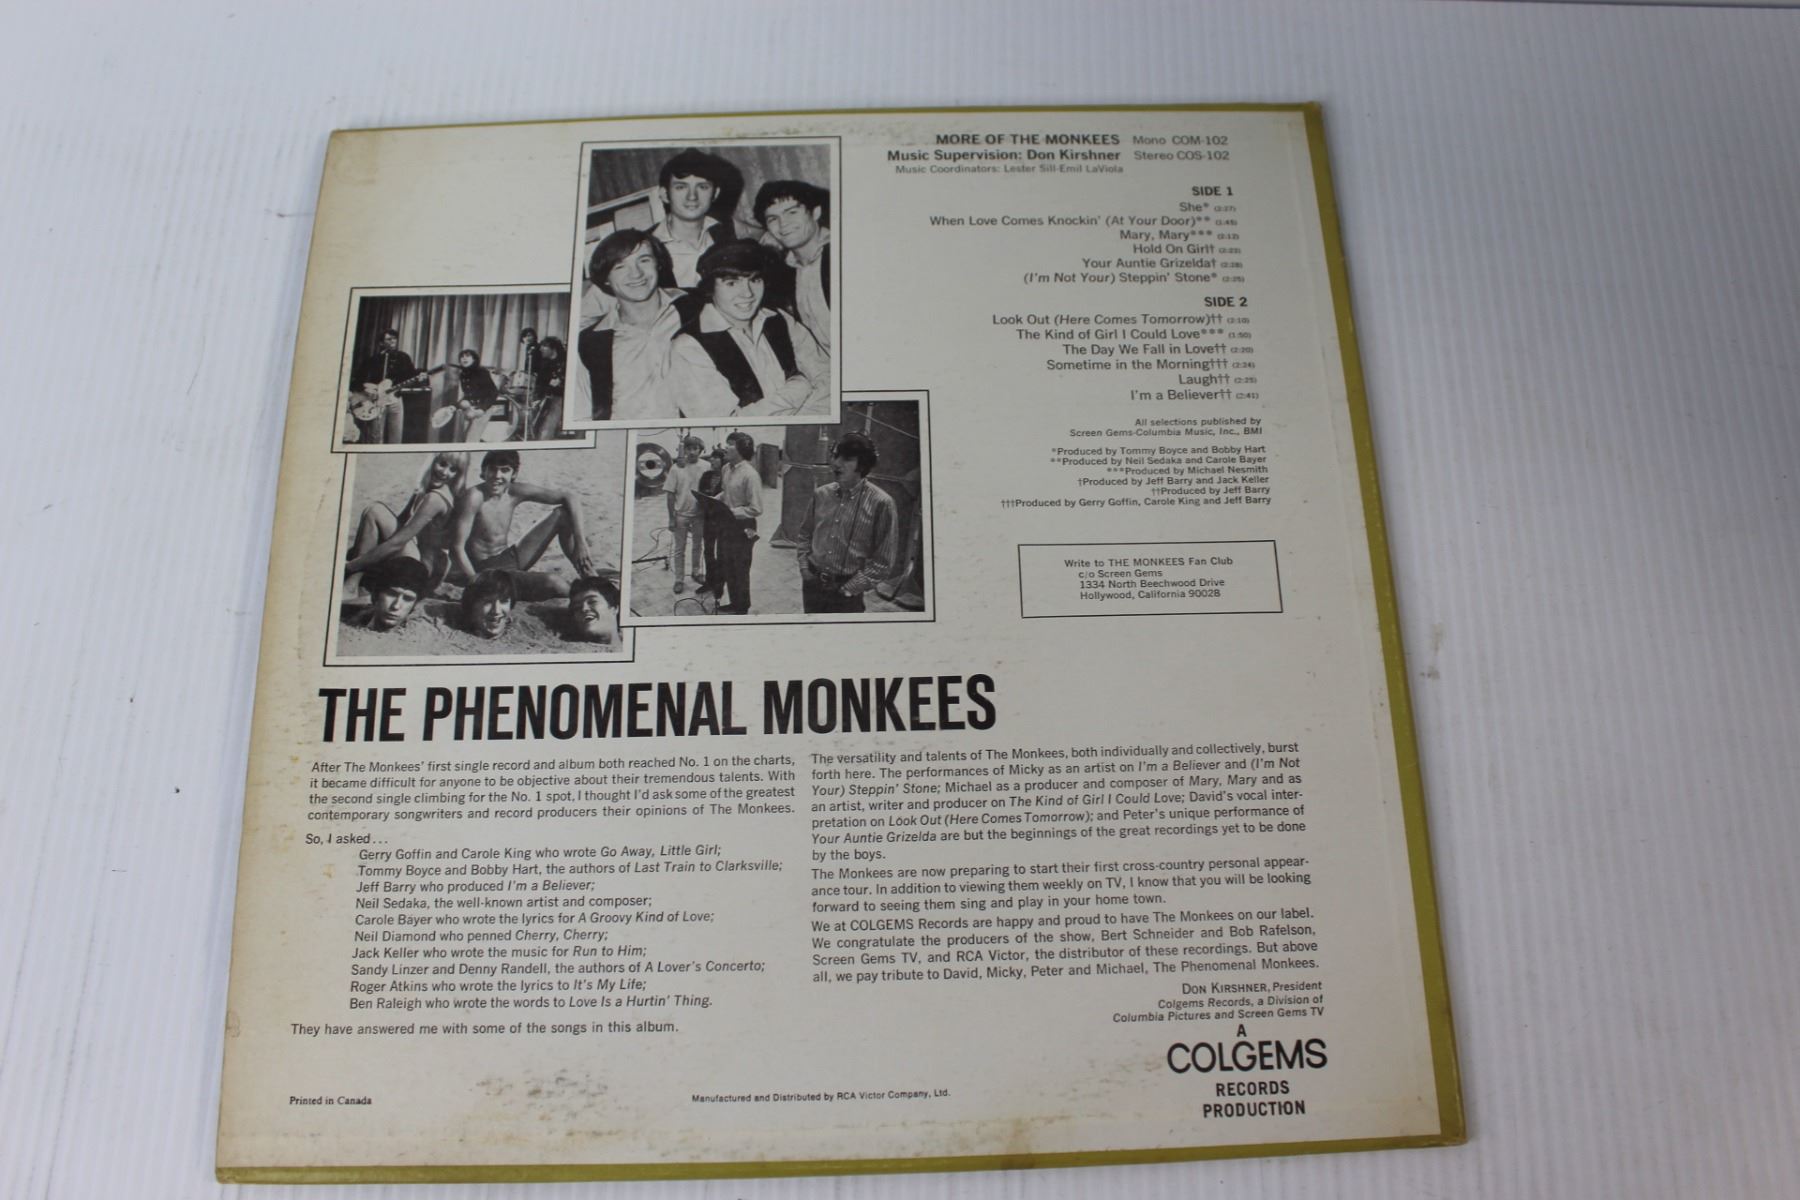 MORE OF THE MONKEES Mono COM-102
Music Supervision: Don Kirshner Stereo COS-102
Music Coordinators: Lester Sill-Emil LaViola
SIDE 1
She* (2:27)
When Love Comes Knockin' (At Your Door)** (1:45)
Mary, Mary*** (2:12)
Hold On Girl† (2:23)
Your Auntie Grizelda† (2:28)
(I'm Not Your) Steppin' Stone* (2:25)
SIDE 2
Look Out (Here Comes Tomorrow)†† (2:10)
The Kind of Girl I Could Love*** (1:50)
The Day We Fall in Love†† (2:20)
Sometime in the Morning††† (2:24)
Laugh†† (2:25)
I'm a Believer†† (2:41)
All selections published by
Screen Gems-Columbia Music, Inc., BMI
*Produced by Tommy Boyce and Bobby Hart
**Produced by Neil Sedaka and Carole Bayer
***Produced by Michael Nesmith
†Produced by Jeff Barry and Jack Keller
††Produced by Jeff Barry
†††Produced by Gerry Goffin, Carole King and Jeff Barry
Write to THE MONKEES Fan Club
c/o Screen Gems
1334 North Beechwood Drive
Hollywood, California 90028
THE PHENOMENAL MONKEES
After The Monkees' first single record and album both reached No. 1 on the charts,
it became difficult for anyone to be objective about their tremendous talents. With
the second single climbing for the No. 1 spot, I thought I'd ask some of the greatest
contemporary songwriters and record producers their opinions of The Monkees.
So, I asked...
Gerry Goffin and Carole King who wrote Go Away, Little Girl;
Tommy Boyce and Bobby Hart, the authors of Last Train to Clarksville;
Jeff Barry who produced I'm a Believer;
Neil Sedaka, the well-known artist and composer;
Carole Bayer who wrote the lyrics for A Groovy Kind of Love;
Neil Diamond who penned Cherry, Cherry;
Jack Keller who wrote the music for Run to Him;
Sandy Linzer and Denny Randell, the authors of A Lover's Concerto;
Roger Atkins who wrote the lyrics to It's My Life;
Ben Raleigh who wrote the words to Love Is a Hurtin' Thing.
They have answered me with some of the songs in this album.
The versatility and talents of The Monkees, both individually and collectively, burst
forth here. The performances of Micky as an artist on I'm a Believer and (I'm Not
Your) Steppin' Stone; Michael as a producer and composer of Mary, Mary and as
an artist, writer and producer on The Kind of Girl I Could Love; David's vocal inter-
pretation on Look Out (Here Comes Tomorrow); and Peter's unique performance of
Your Auntie Grizelda are but the beginnings of the great recordings yet to be done
by the boys.
The Monkees are now preparing to start their first cross-country personal appear-
ance tour. In addition to viewing them weekly on TV, I know that you will be looking
forward to seeing them sing and play in your home town.
We at COLGEMS Records are happy and proud to have The Monkees on our label.
We congratulate the producers of the show, Bert Schneider and Bob Rafelson,
Screen Gems TV, and RCA Victor, the distributor of these recordings. But above
all, we pay tribute to David, Micky, Peter and Michael, The Phenomenal Monkees.
DON KIRSHNER, President
Colgems Records, a Division of
Columbia Pictures and Screen Gems TV
A
COLGEMS
RECORDS
PRODUCTION
Printed in Canada
Manufactured and Distributed by RCA Victor Company, Ltd.